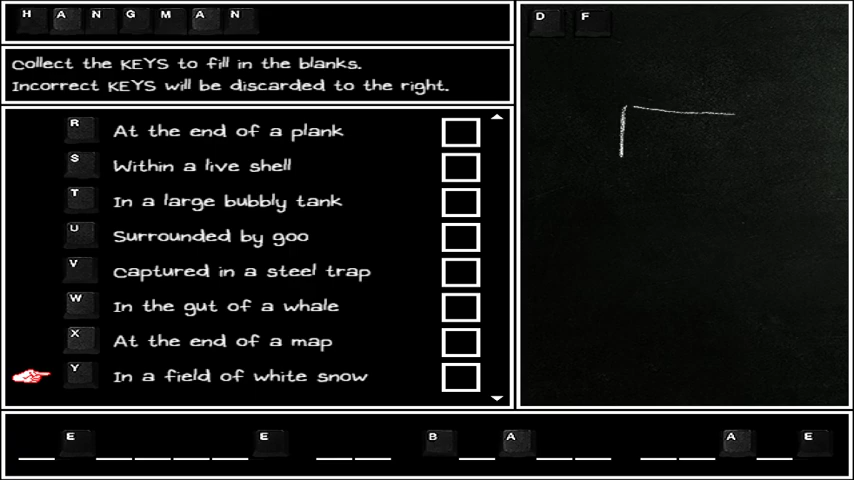 H A N G M A N
D F
Collect the KEYS to fill in the blanks.
Incorrect KEYS will be discarded to the right.
R At the end of a plank
S Within a live shell
T In a large bubbly tank
U Surrounded by goo
V Captured in a steel trap
W In the gut of a whale
X At the end of a map
Y In a field of white snow
_ E _ _ _ _ E _ _ B _ A _ _ _ _ A _ E